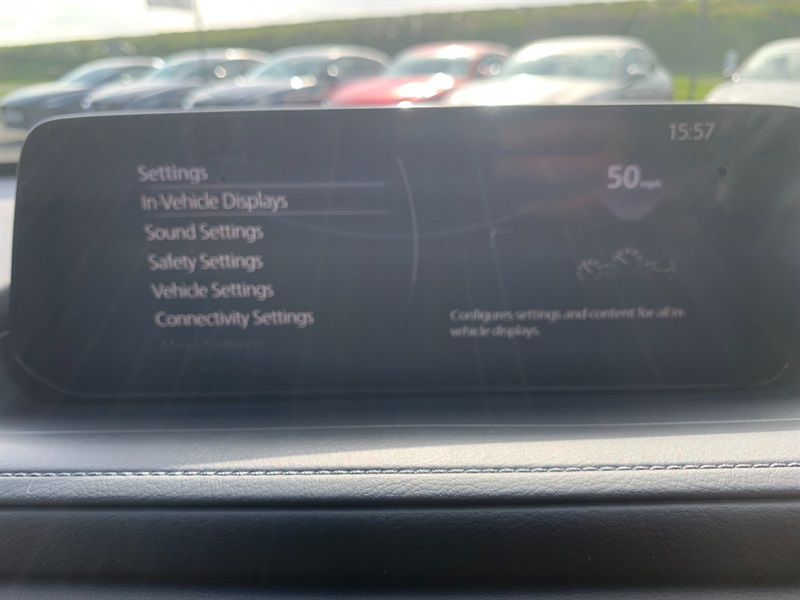 15:57
Settings
In-Vehicle Displays
Sound Settings
Safety Settings
Vehicle Settings
Connectivity Settings
50 mph
Configures settings and content for all in-
vehicle displays.